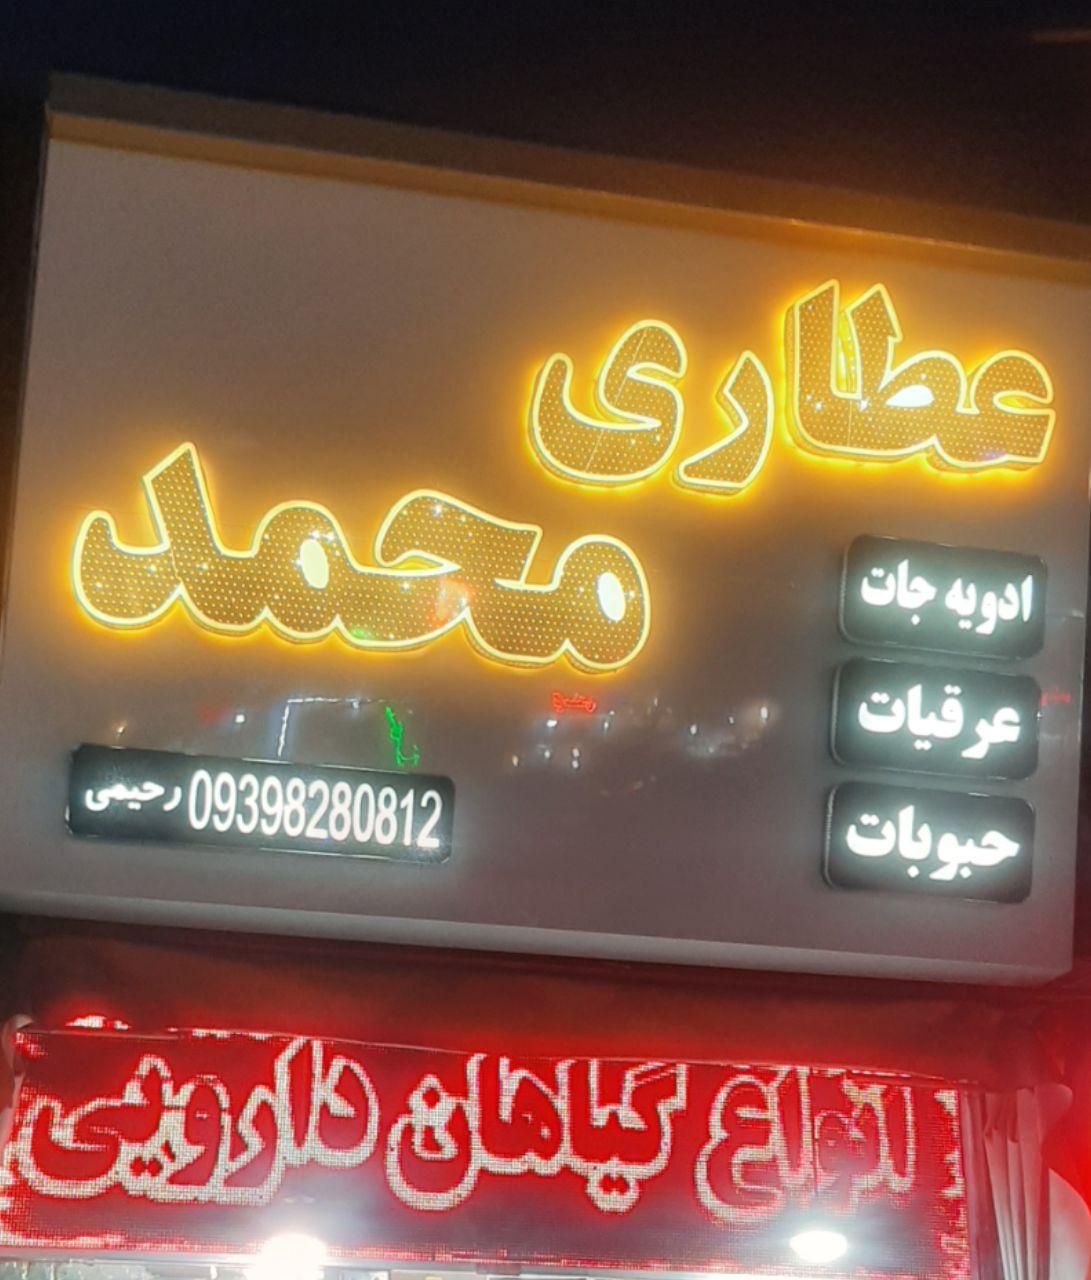 عطاری
محمد
ادویه جات
عرقیات
حبوبات
09398280812 رحیمی
انواع گیاهان دارویی